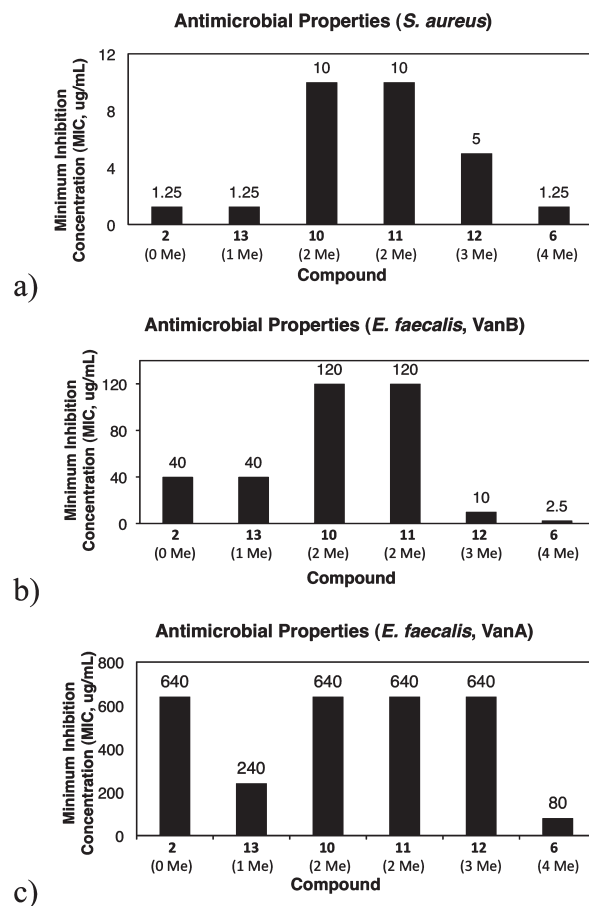 Antimicrobial Properties (S. aureus)
Minimum Inhibition
Concentration (MIC, ug/mL)
12
8
4
0
1.25
1.25
10
10
5
1.25
2 13 10 11 12 6
(0 Me) (1 Me) (2 Me) (2 Me) (3 Me) (4 Me)
Compound
a)
Antimicrobial Properties (E. faecalis, VanB)
Minimum Inhibition
Concentration (MIC, ug/mL)
120
80
40
0
40
40
120
120
10
2.5
2 13 10 11 12 6
(0 Me) (1 Me) (2 Me) (2 Me) (3 Me) (4 Me)
Compound
b)
Antimicrobial Properties (E. faecalis, VanA)
Minimum Inhibition
Concentration (MIC, ug/mL)
800
600
400
200
0
640
240
640
640
640
80
2 13 10 11 12 6
(0 Me) (1 Me) (2 Me) (2 Me) (3 Me) (4 Me)
Compound
c)